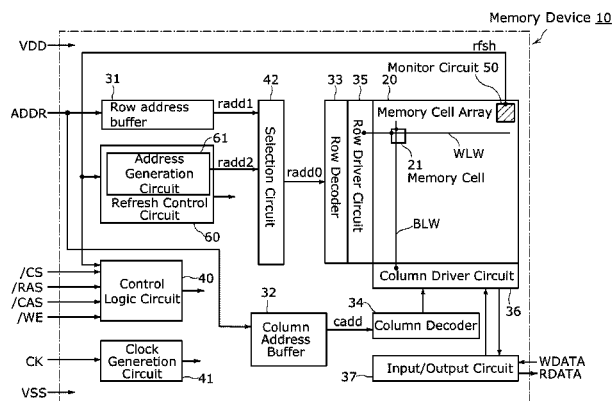 Memory Device 10
VDD
rfsh
Monitor Circuit 50
31
42
33
35
20
ADDR
Row address
buffer
radd1
Memory Cell Array
61
Address
Generation
Circuit
radd2
Refresh Control
Circuit
60
Selection Circuit
radd0
Row Decoder
Row Driver Circuit
WLW
21
Memory Cell
BLW
Column Driver Circuit
36
/CS
/RAS
/CAS
/WE
Control
Logic Circuit
40
32
Column
Address
Buffer
cadd
34
Column Decoder
CK
Clock
Generetion
Circuit
41
Input/Output Circuit
37
WDATA
RDATA
VSS